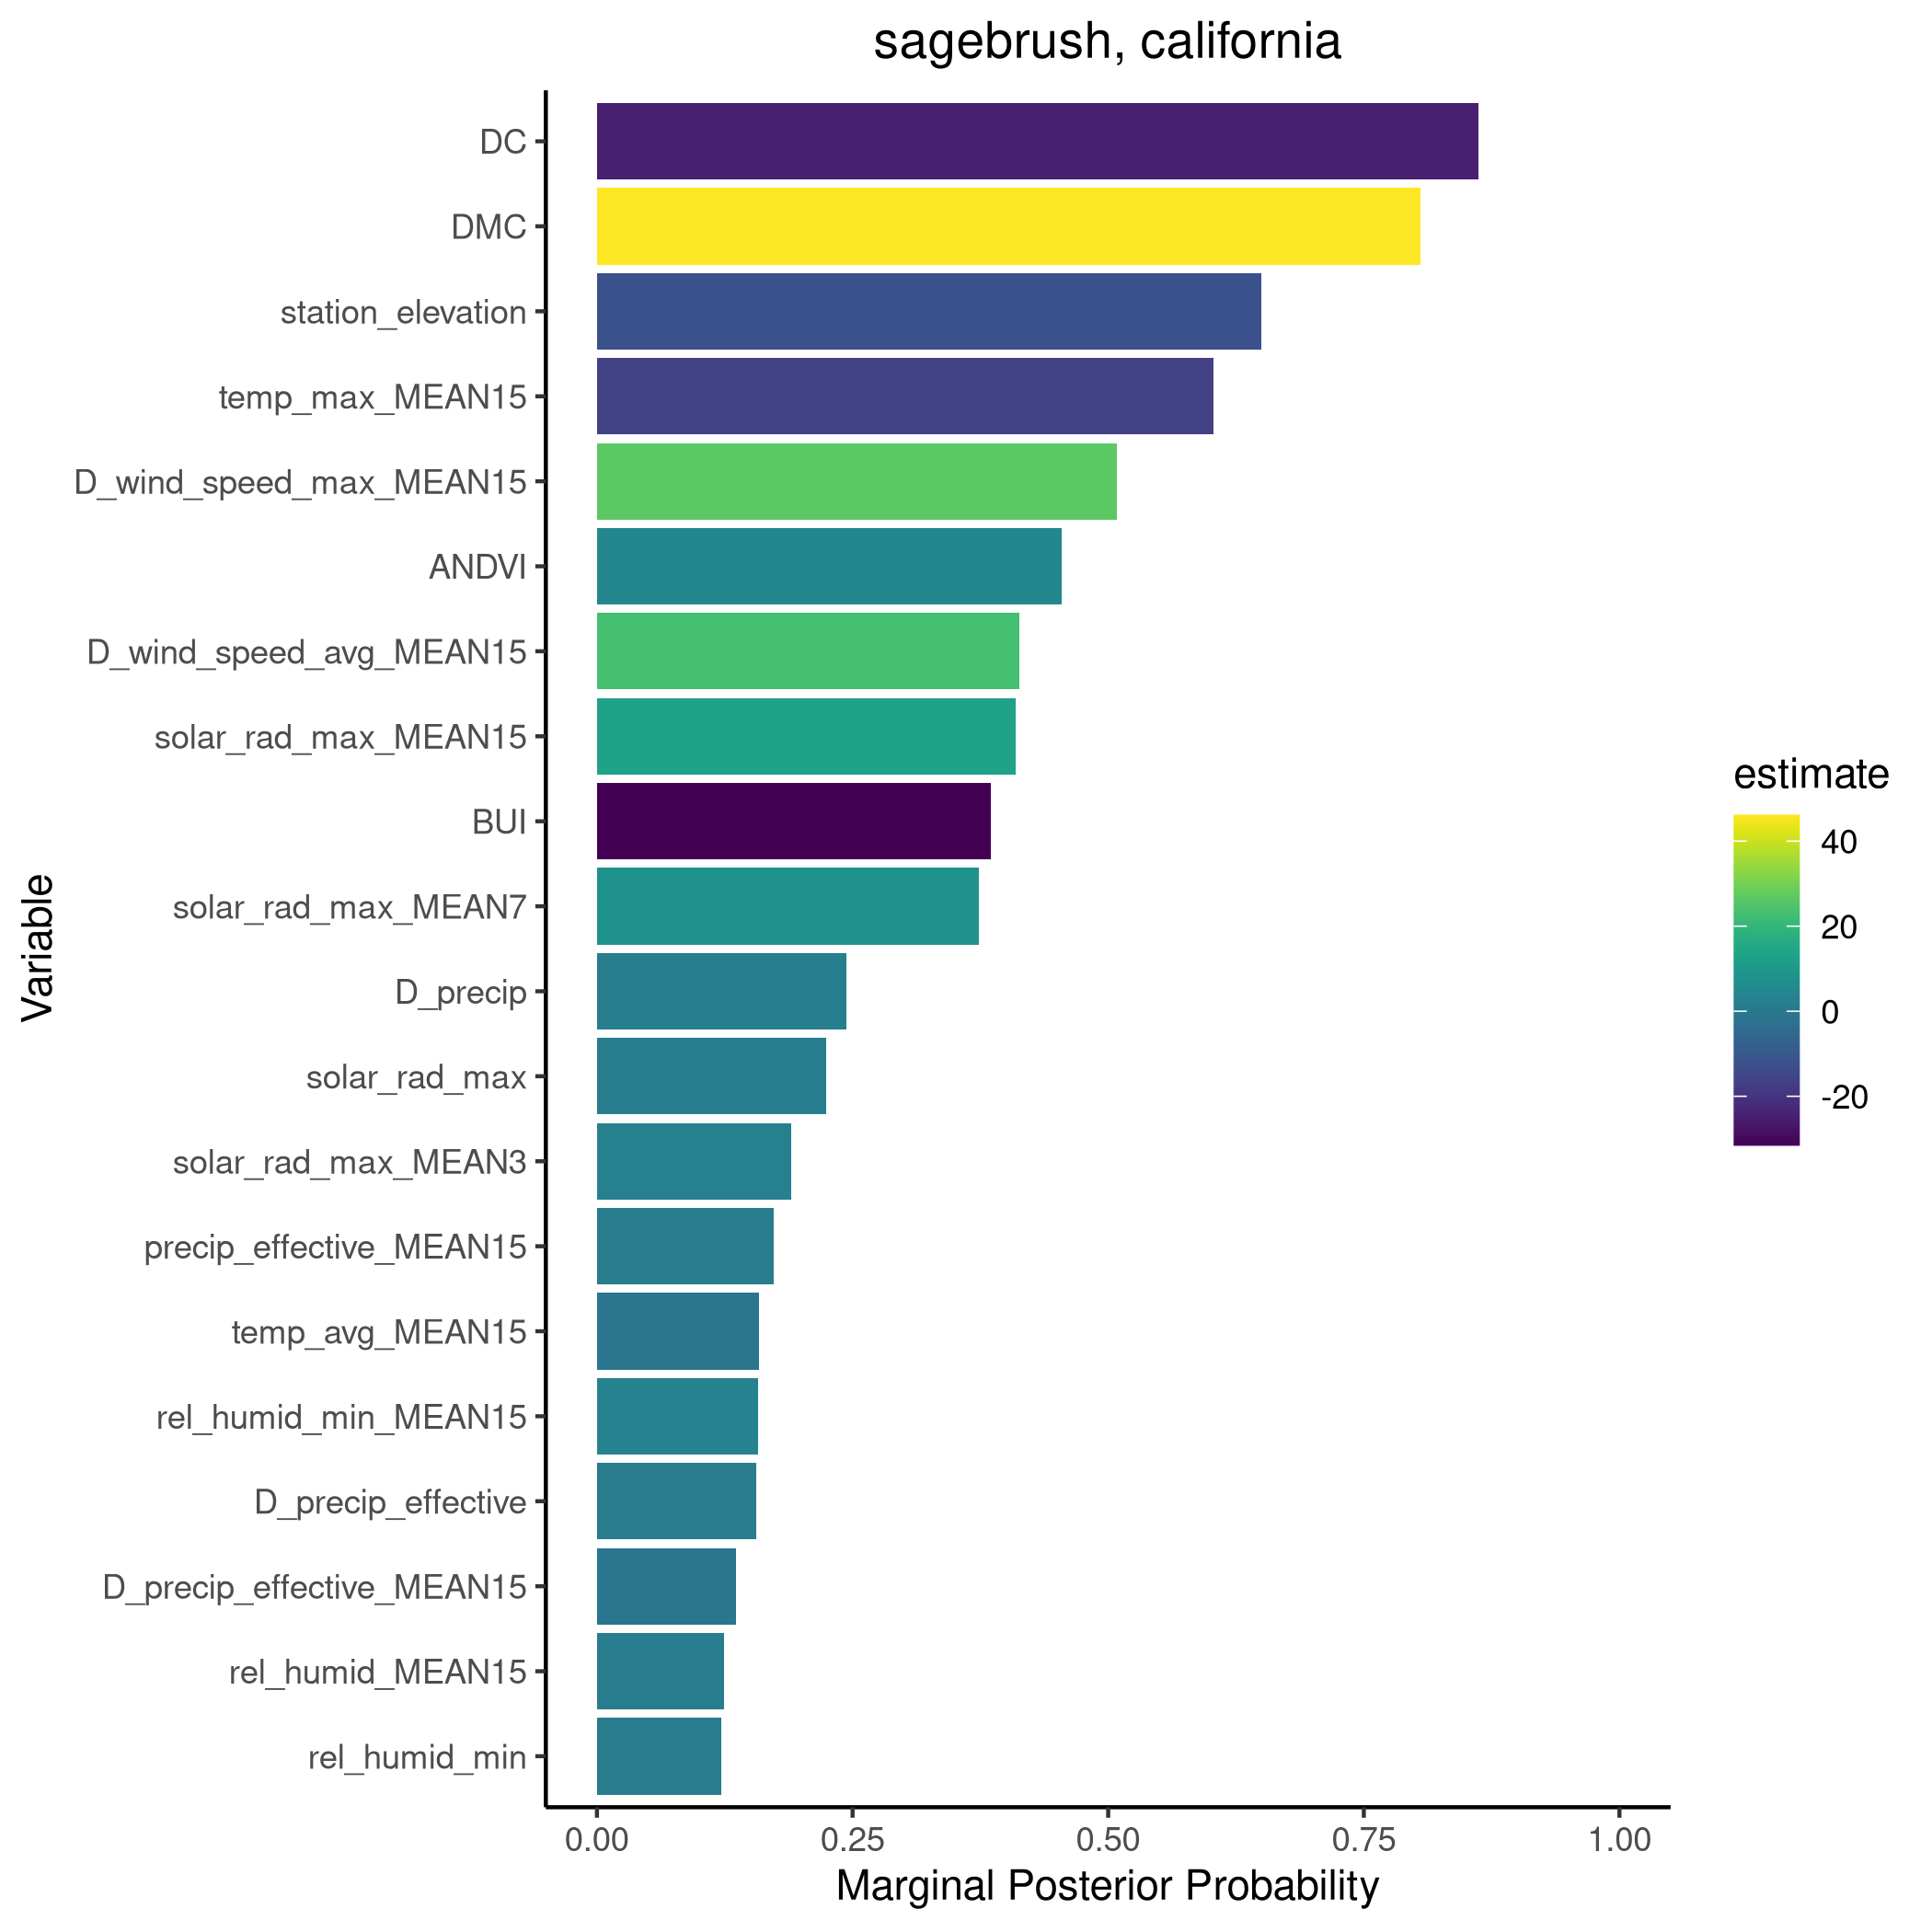 sagebrush, california
DC
DMC
station_elevation
temp_max_MEAN15
D_wind_speed_max_MEAN15
ANDVI
D_wind_speed_avg_MEAN15
solar_rad_max_MEAN15
BUI
solar_rad_max_MEAN7
D_precip
solar_rad_max
solar_rad_max_MEAN3
precip_effective_MEAN15
temp_avg_MEAN15
rel_humid_min_MEAN15
D_precip_effective
D_precip_effective_MEAN15
rel_humid_MEAN15
rel_humid_min
Variable
0.00 0.25 0.50 0.75 1.00
Marginal Posterior Probability
estimate
40
20
0
-20